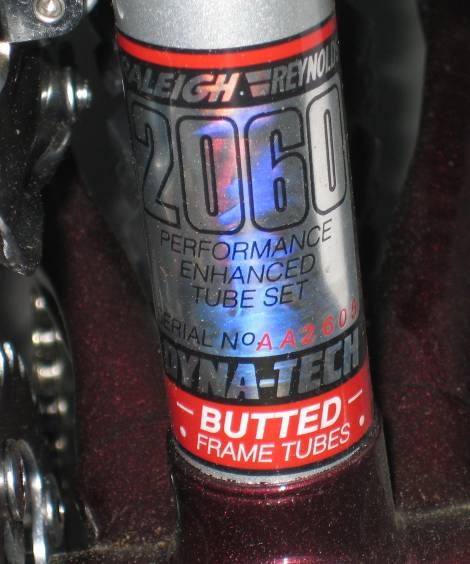 RALEIGH REYNOLDS
2060
PERFORMANCE
ENHANCED
TUBE SET
SERIAL No AA2605
DYNA-TECH
- BUTTED -
FRAME TUBES